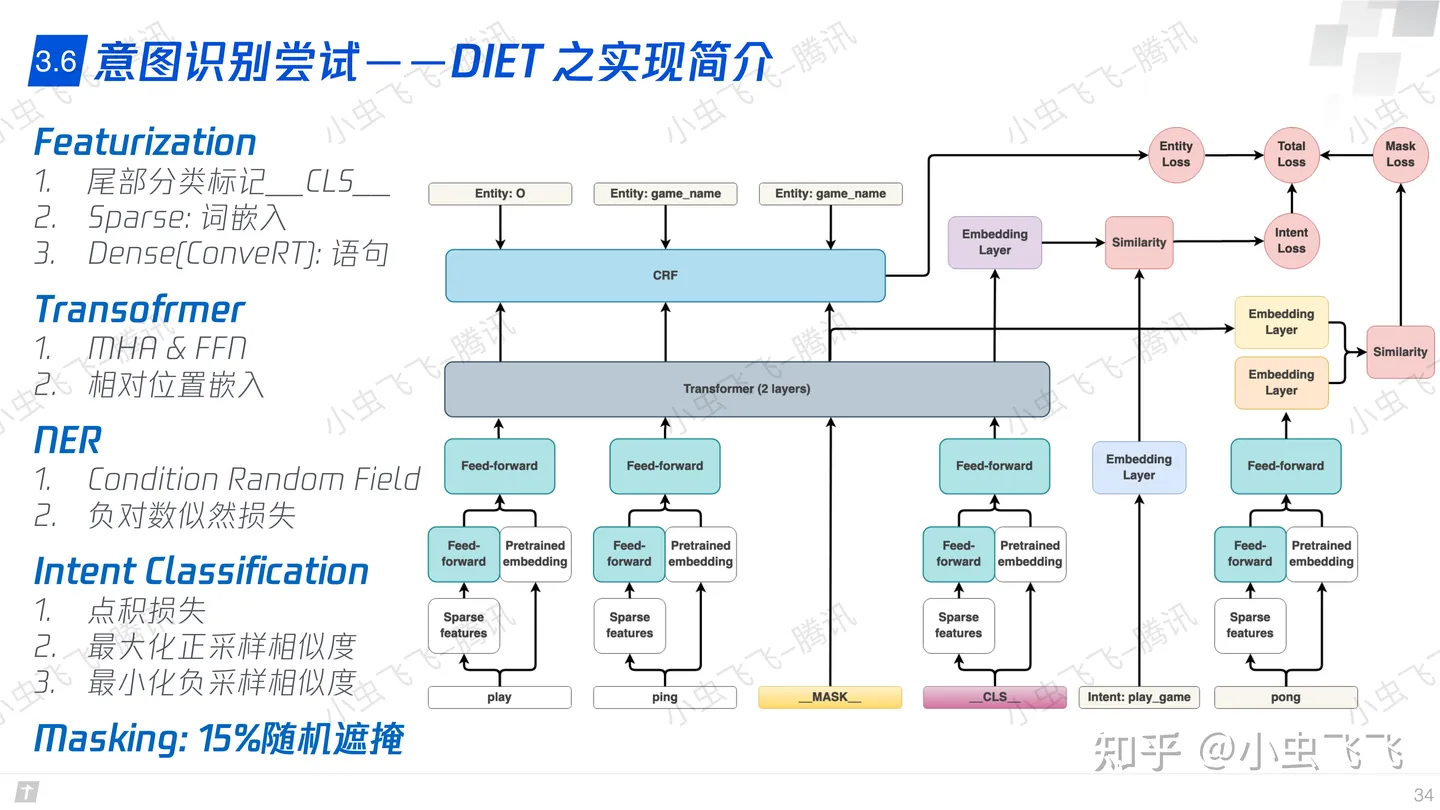 3.6 意图识别尝试——DIET 之实现简介
Featurization
1. 尾部分类标记__CLS__
2. Sparse: 词嵌入
3. Dense(ConveRT): 语句
Transofrmer
1. MHA & FFN
2. 相对位置嵌入
NER
1. Condition Random Field
2. 负对数似然损失
Intent Classification
1. 点积损失
2. 最大化正采样相似度
3. 最小化负采样相似度
Masking: 15%随机遮掩
Entity Loss
Total Loss
Mask Loss
Entity: O
Entity: game_name
Entity: game_name
Embedding Layer
Similarity
Intent Loss
CRF
Embedding Layer
Similarity
Embedding Layer
Transformer (2 layers)
Feed-forward
Feed-forward
Feed-forward
Embedding Layer
Feed-forward
Feed-forward
Pretrained embedding
Feed-forward
Pretrained embedding
Feed-forward
Pretrained embedding
Feed-forward
Pretrained embedding
Sparse features
Sparse features
Sparse features
Sparse features
play
ping
__MASK__
__CLS__
Intent: play_game
pong
小虫飞飞-腾讯
知乎 @小虫飞飞
34